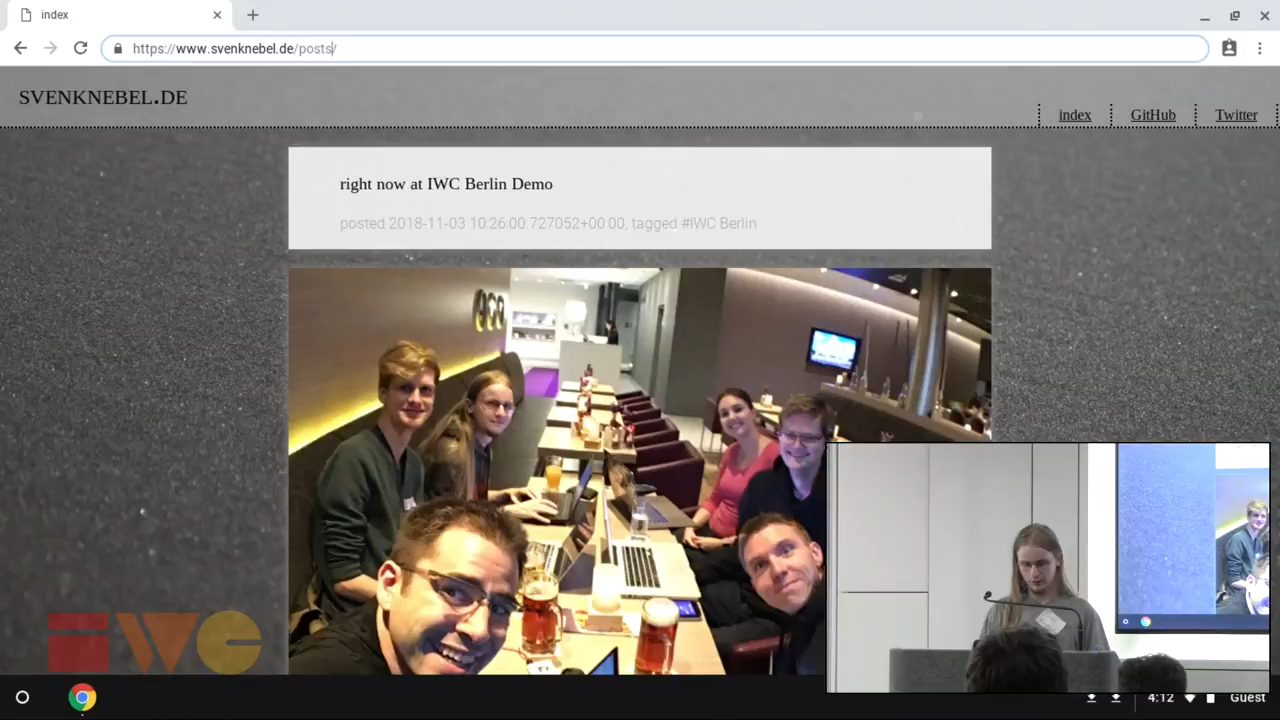 index
https://www.svenknebel.de/posts/
SVENKNEBEL.DE
index
GitHub
Twitter
right now at IWC Berlin Demo
posted 2018-11-03 10:26:00.727052+00:00, tagged #IWC Berlin
IWC
4:12
Guest